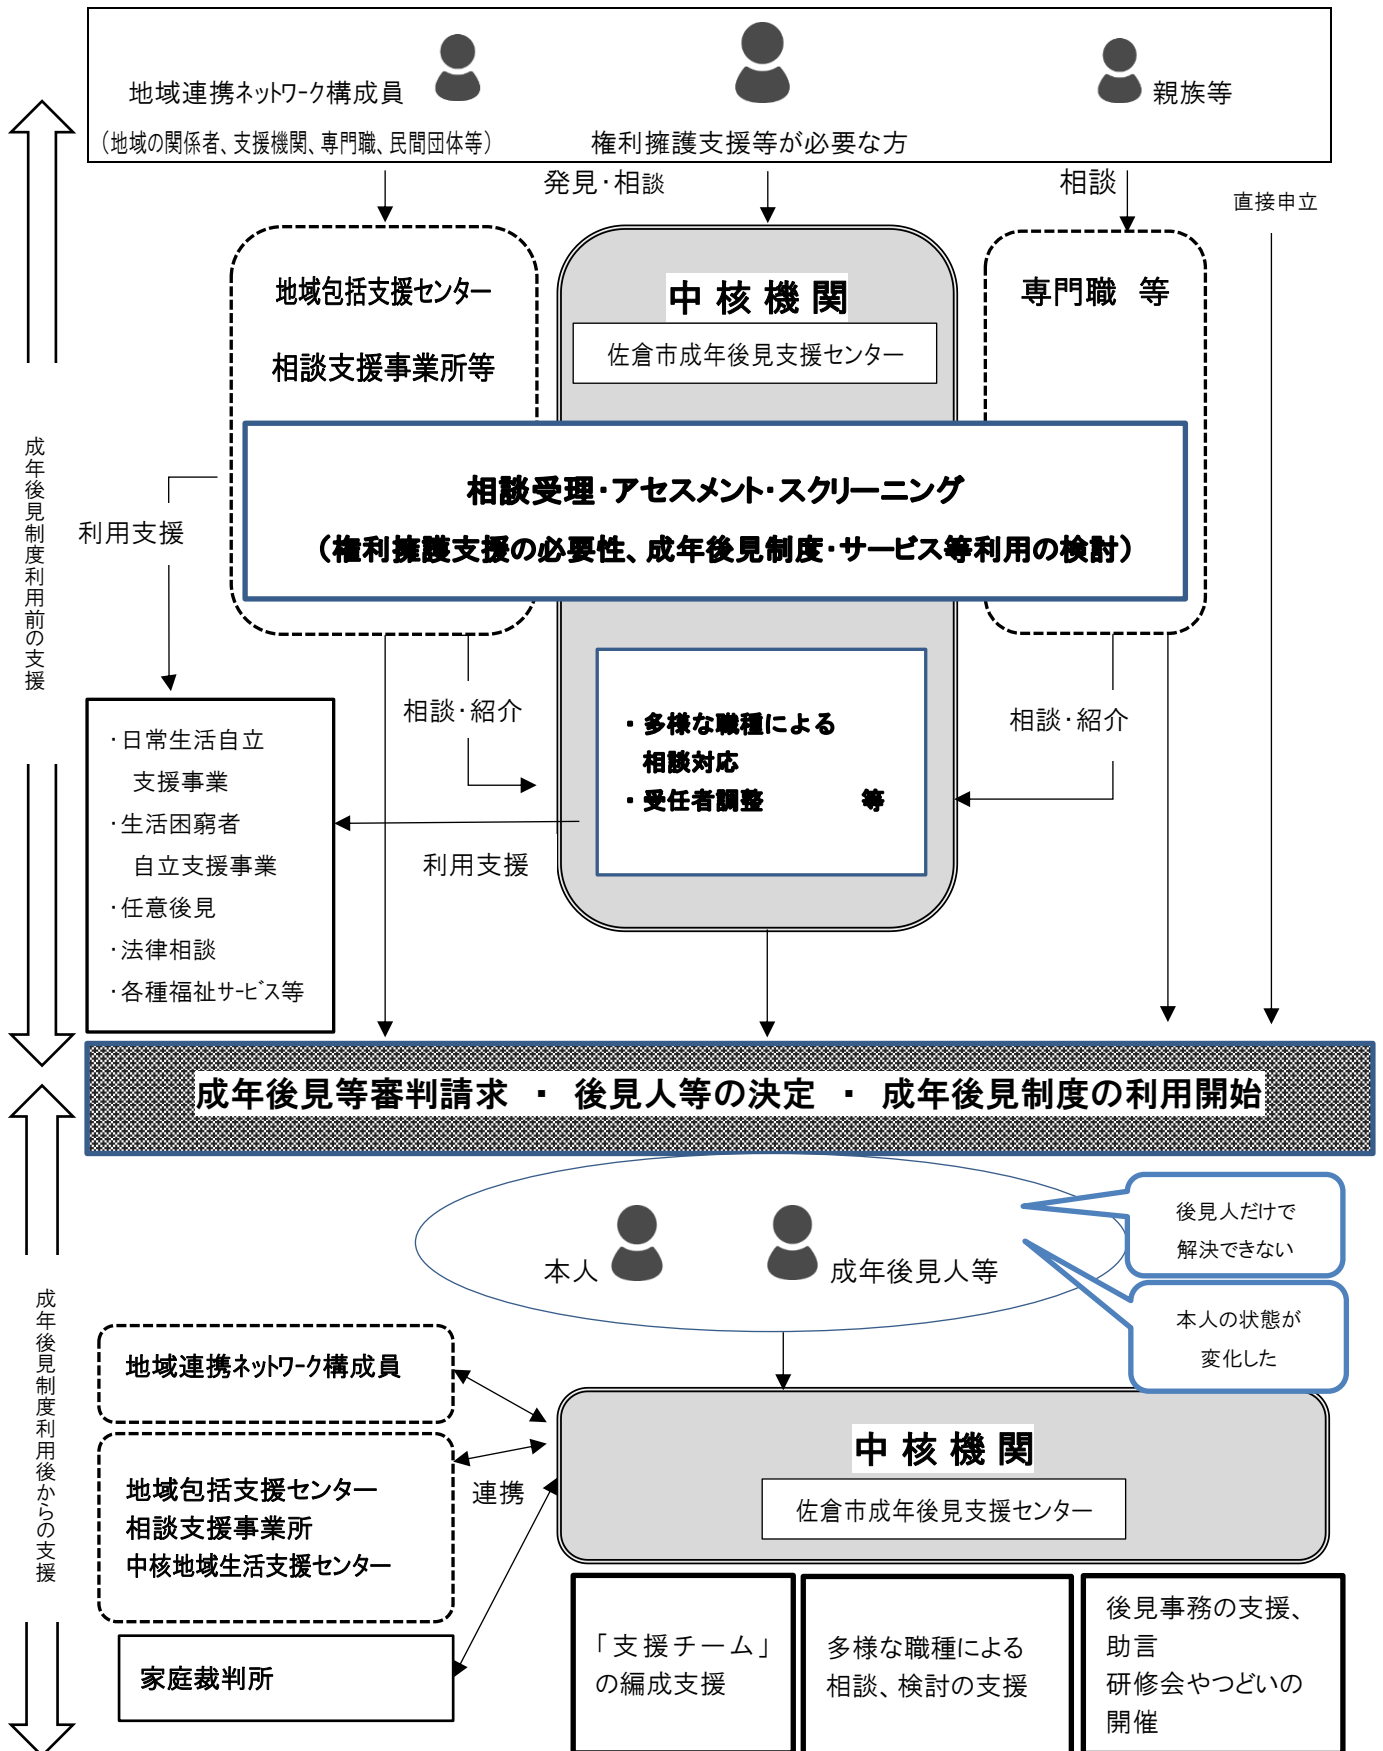 地域連携ネットワーク構成員
（地域の関係者、支援機関、専門職、民間団体等）
権利擁護支援等が必要な方
親族等
発見・相談
相談
直接申立
地域包括支援センター
相談支援事業所等
中核機関
佐倉市成年後見支援センター
専門職　等
相談受理・アセスメント・スクリーニング
（権利擁護支援の必要性、成年後見制度・サービス等利用の検討）
成年後見制度利用前の支援
利用支援
相談・紹介
・多様な職種による
相談対応
・受任者調整　　　等
相談・紹介
利用支援
・日常生活自立
支援事業
・生活困窮者
自立支援事業
・任意後見
・法律相談
・各種福祉サービス等
成年後見等審判請求　・　後見人等の決定　・　成年後見制度の利用開始
本人
成年後見人等
後見人だけで
解決できない
本人の状態が
変化した
成年後見制度利用後からの支援
地域連携ネットワーク構成員
地域包括支援センター
相談支援事業所
中核地域生活支援センター
家庭裁判所
連携
中核機関
佐倉市成年後見支援センター
「支援チーム」
の編成支援
多様な職種による
相談、検討の支援
後見事務の支援、
助言
研修会やつどいの
開催